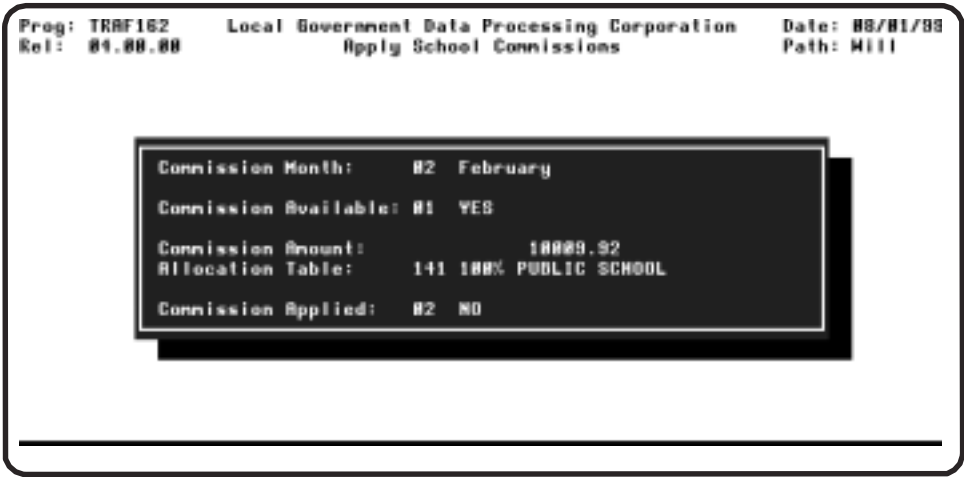 Prog: TRAF162 Local Government Data Processing Corporation Date: 08/01/99
Rel: 04.00.00 Apply School Commissions Path: Will
Commission Month: 02 February
Commission Available: 01 YES
Commission Amount: 10009.92
Allocation Table: 141 100% PUBLIC SCHOOL
Commission Applied: 02 NO